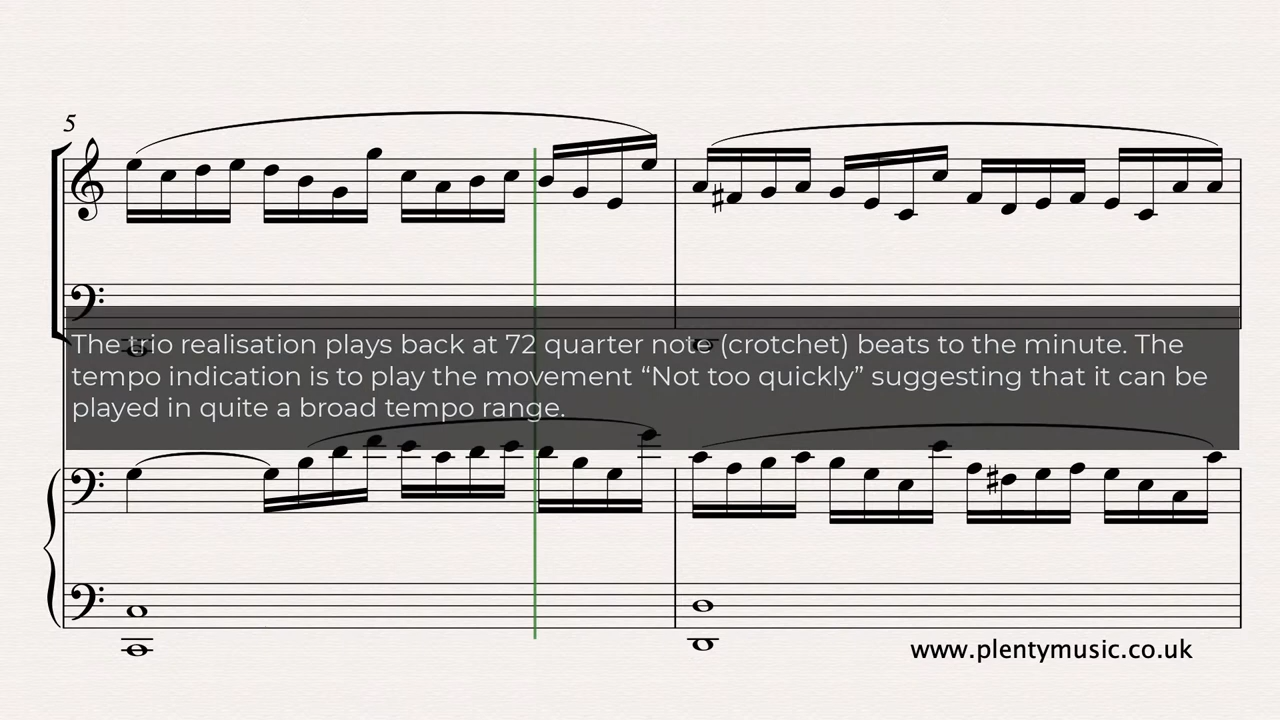 5
The trio realisation plays back at 72 quarter note (crotchet) beats to the minute. The
tempo indication is to play the movement “Not too quickly” suggesting that it can be
played in quite a broad tempo range.
www.plentymusic.co.uk